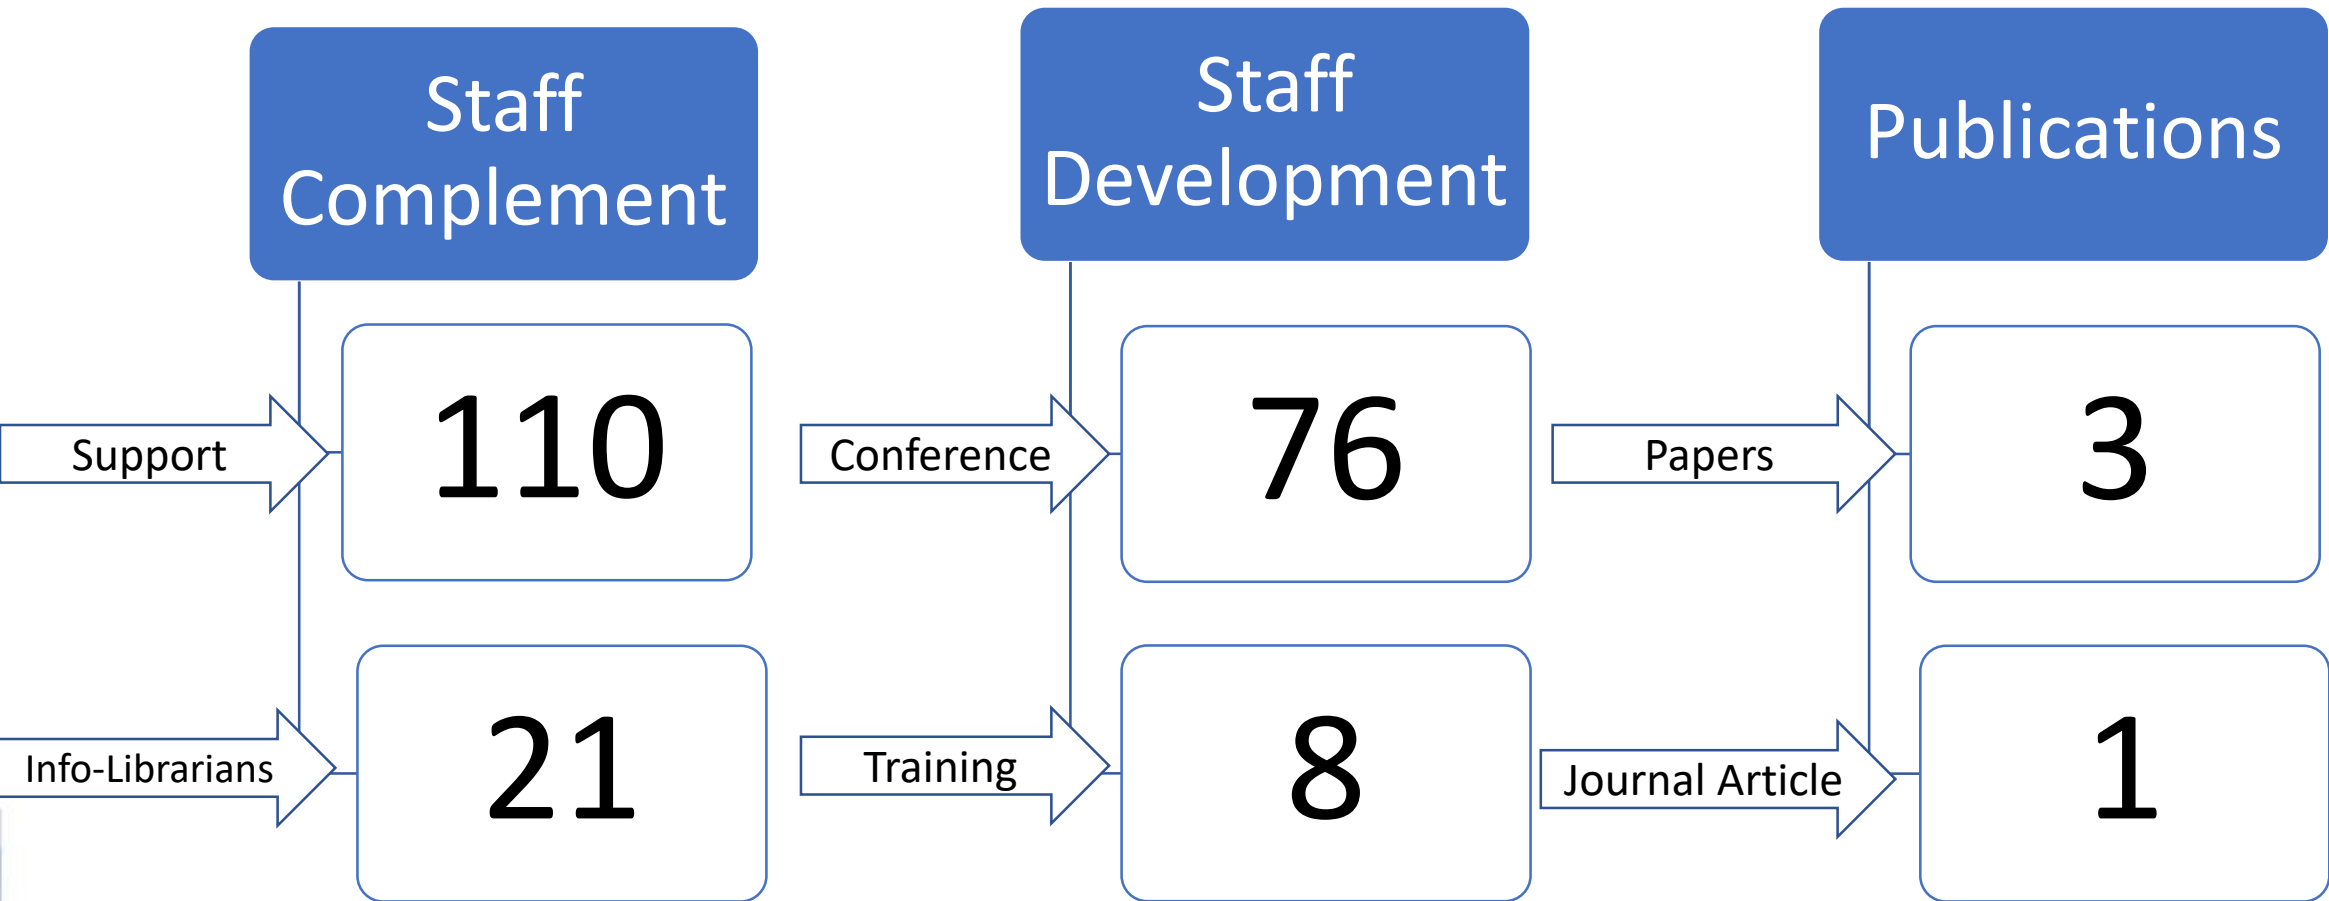 Staff
Complement
Support
110
Info-Librarians
21
Staff
Development
Conference
76
Training
8
Publications
Papers
3
Journal Article
1